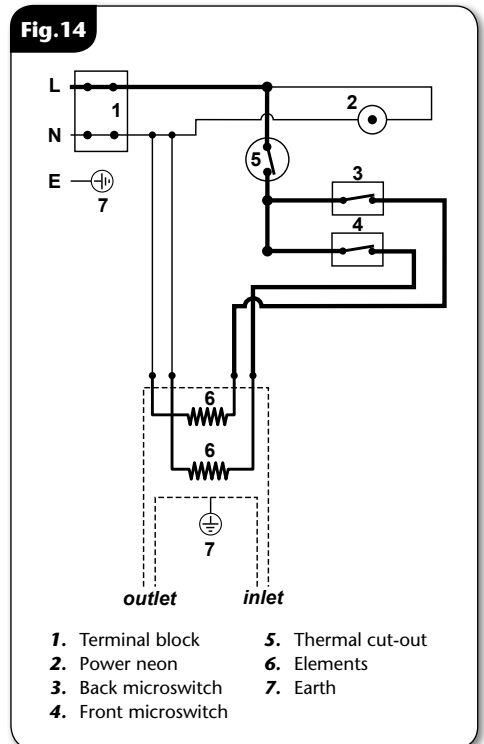 Fig.14
L
1
2
N
5
E
7
3
4
6
6
7
outlet inlet
1. Terminal block
2. Power neon
3. Back microswitch
4. Front microswitch
5. Thermal cut-out
6. Elements
7. Earth